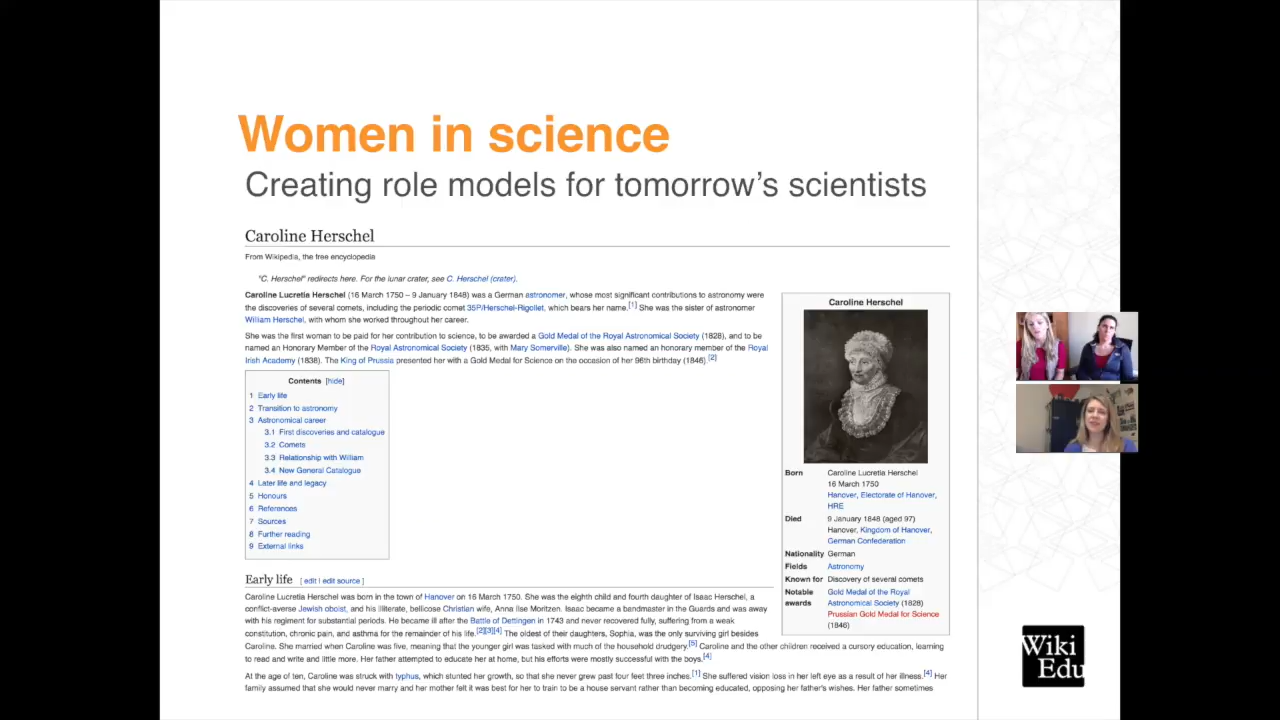 Women in science
Creating role models for tomorrow's scientists
Caroline Herschel
From Wikipedia, the free encyclopedia
"C. Herschel" redirects here. For the lunar crater, see C. Herschel (crater).
Caroline Lucretia Herschel (16 March 1750 – 9 January 1848) was a German astronomer, whose most significant contributions to astronomy were
the discoveries of several comets, including the periodic comet 35P/Herschel-Rigollet, which bears her name.[1] She was the sister of astronomer
William Herschel, with whom she worked throughout her career.
She was the first woman to be paid for her contribution to science, to be awarded a Gold Medal of the Royal Astronomical Society (1828), and to be
named an Honorary Member of the Royal Astronomical Society (1835, with Mary Somerville). She was also named an honorary member of the Royal
Irish Academy (1838). The King of Prussia presented her with a Gold Medal for Science on the occasion of her 96th birthday (1846).[2]
Contents [hide]
1 Early life
2 Transition to astronomy
3 Astronomical career
3.1 First discoveries and catalogue
3.2 Comets
3.3 Relationship with William
3.4 New General Catalogue
4 Later life and legacy
5 Honours
6 References
7 Sources
8 Further reading
9 External links
Caroline Herschel
Born Caroline Lucretia Herschel
16 March 1750
Hanover, Electorate of Hanover,
HRE
Died 9 January 1848 (aged 97)
Hanover, Kingdom of Hanover,
German Confederation
Nationality German
Fields Astronomy
Known for Discovery of several comets
Notable Gold Medal of the Royal
awards Astronomical Society (1828)
Prussian Gold Medal for Science
(1846)
Early life [ edit | edit source ]
Caroline Lucretia Herschel was born in the town of Hanover on 16 March 1750. She was the eighth child and fourth daughter of Isaac Herschel, a
conflict-averse Jewish oboist, and his illiterate, bellicose Christian wife, Anna Ilse Moritzen. Isaac became a bandmaster in the Guards and was away
with his regiment for substantial periods. He became ill after the Battle of Dettingen in 1743 and never recovered fully, suffering from a weak
constitution, chronic pain, and asthma for the remainder of his life.[2][3][4] The oldest of their daughters, Sophia, was the only surviving girl besides
Caroline. She married when Caroline was five, meaning that the younger girl was tasked with much of the household drudgery.[5] Caroline and the other children received a cursory education, learning
to read and write and little more. Her father attempted to educate her at home, but his efforts were mostly successful with the boys.[4]
At the age of ten, Caroline was struck with typhus, which stunted her growth, so that she never grew past four feet three inches.[1] She suffered vision loss in her left eye as a result of her illness.[4] Her
family assumed that she would never marry and her mother felt it was best for her to train to be a house servant rather than becoming educated, opposing her father's wishes. Her father sometimes
Wiki
Edu